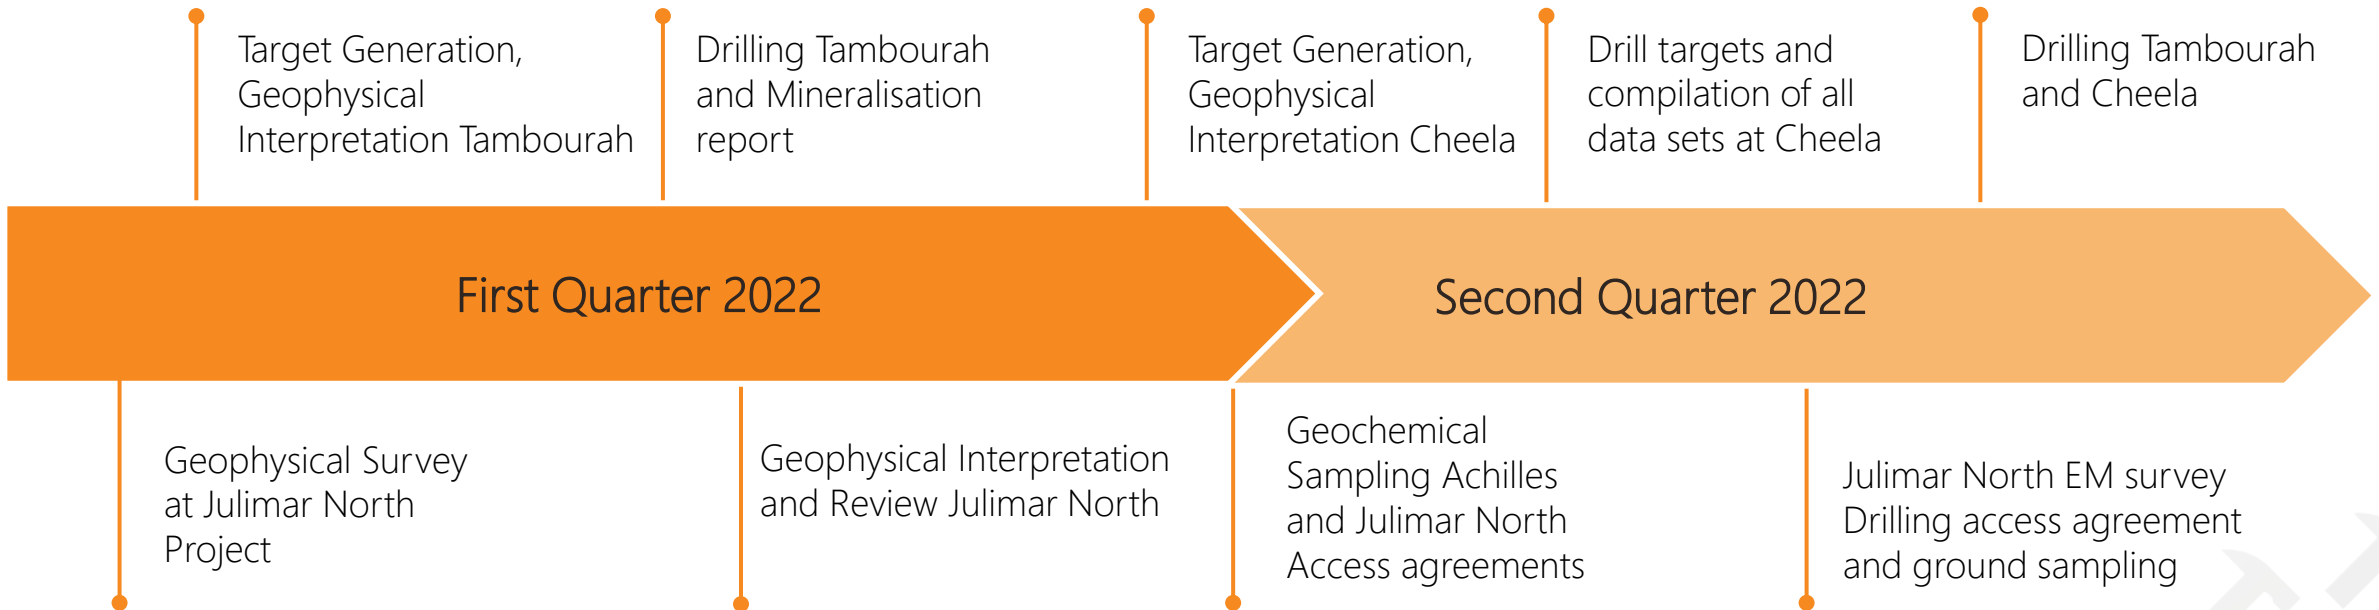 Target Generation,
Geophysical
Interpretation Tambourah
Drilling Tambourah
and Mineralisation
report
Target Generation,
Geophysical
Interpretation Cheela
Drill targets and
compilation of all
data sets at Cheela
Drilling Tambourah
and Cheela
First Quarter 2022
Second Quarter 2022
Geophysical Survey
at Julimar North
Project
Geophysical Interpretation
and Review Julimar North
Geochemical
Sampling Achilles
and Julimar North
Access agreements
Julimar North EM survey
Drilling access agreement
and ground sampling